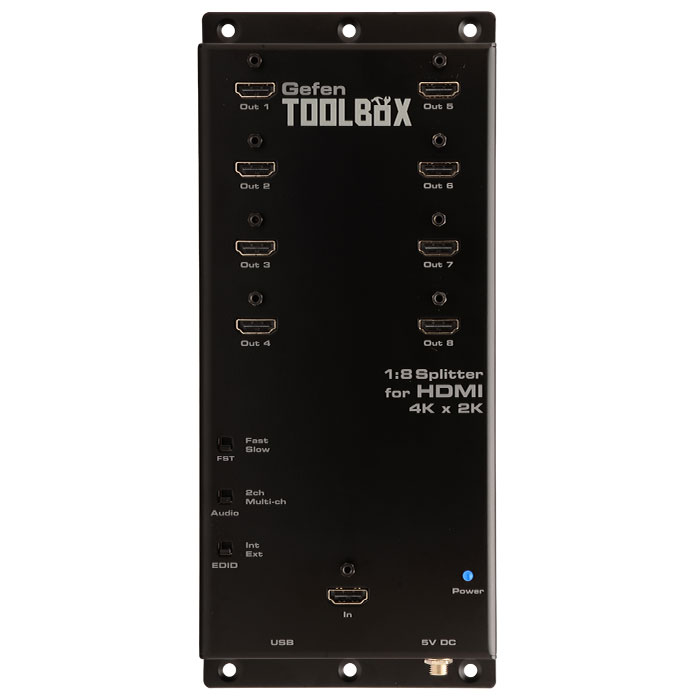 Gefen
TOOLBOX
Out 1
Out 5
Out 2
Out 6
Out 3
Out 7
Out 4
Out 8
1:8 Splitter
for HDMI
4K x 2K
Fast
Slow
FST
2ch
Multi-ch
Audio
Int
Ext
EDID
Power
In
USB
5V DC